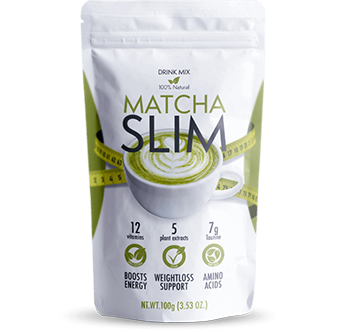 DRINK MIX
100% Natural
MATCHA
SLIM
12 5 7g
vitamins plant extracts Taurine
BOOSTS WEIGHTLOSS AMINO
ENERGY SUPPORT ACIDS
NT.WT.100g (3.53 OZ.)